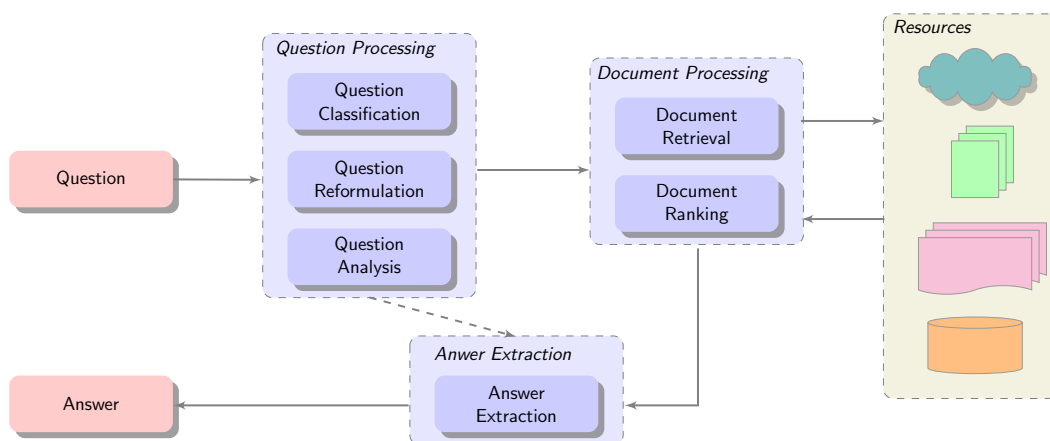 Question
Question Processing
Question
Classification
Question
Reformulation
Question
Analysis
Document Processing
Document
Retrieval
Document
Ranking
Resources
Anwer Extraction
Answer
Extraction
Answer